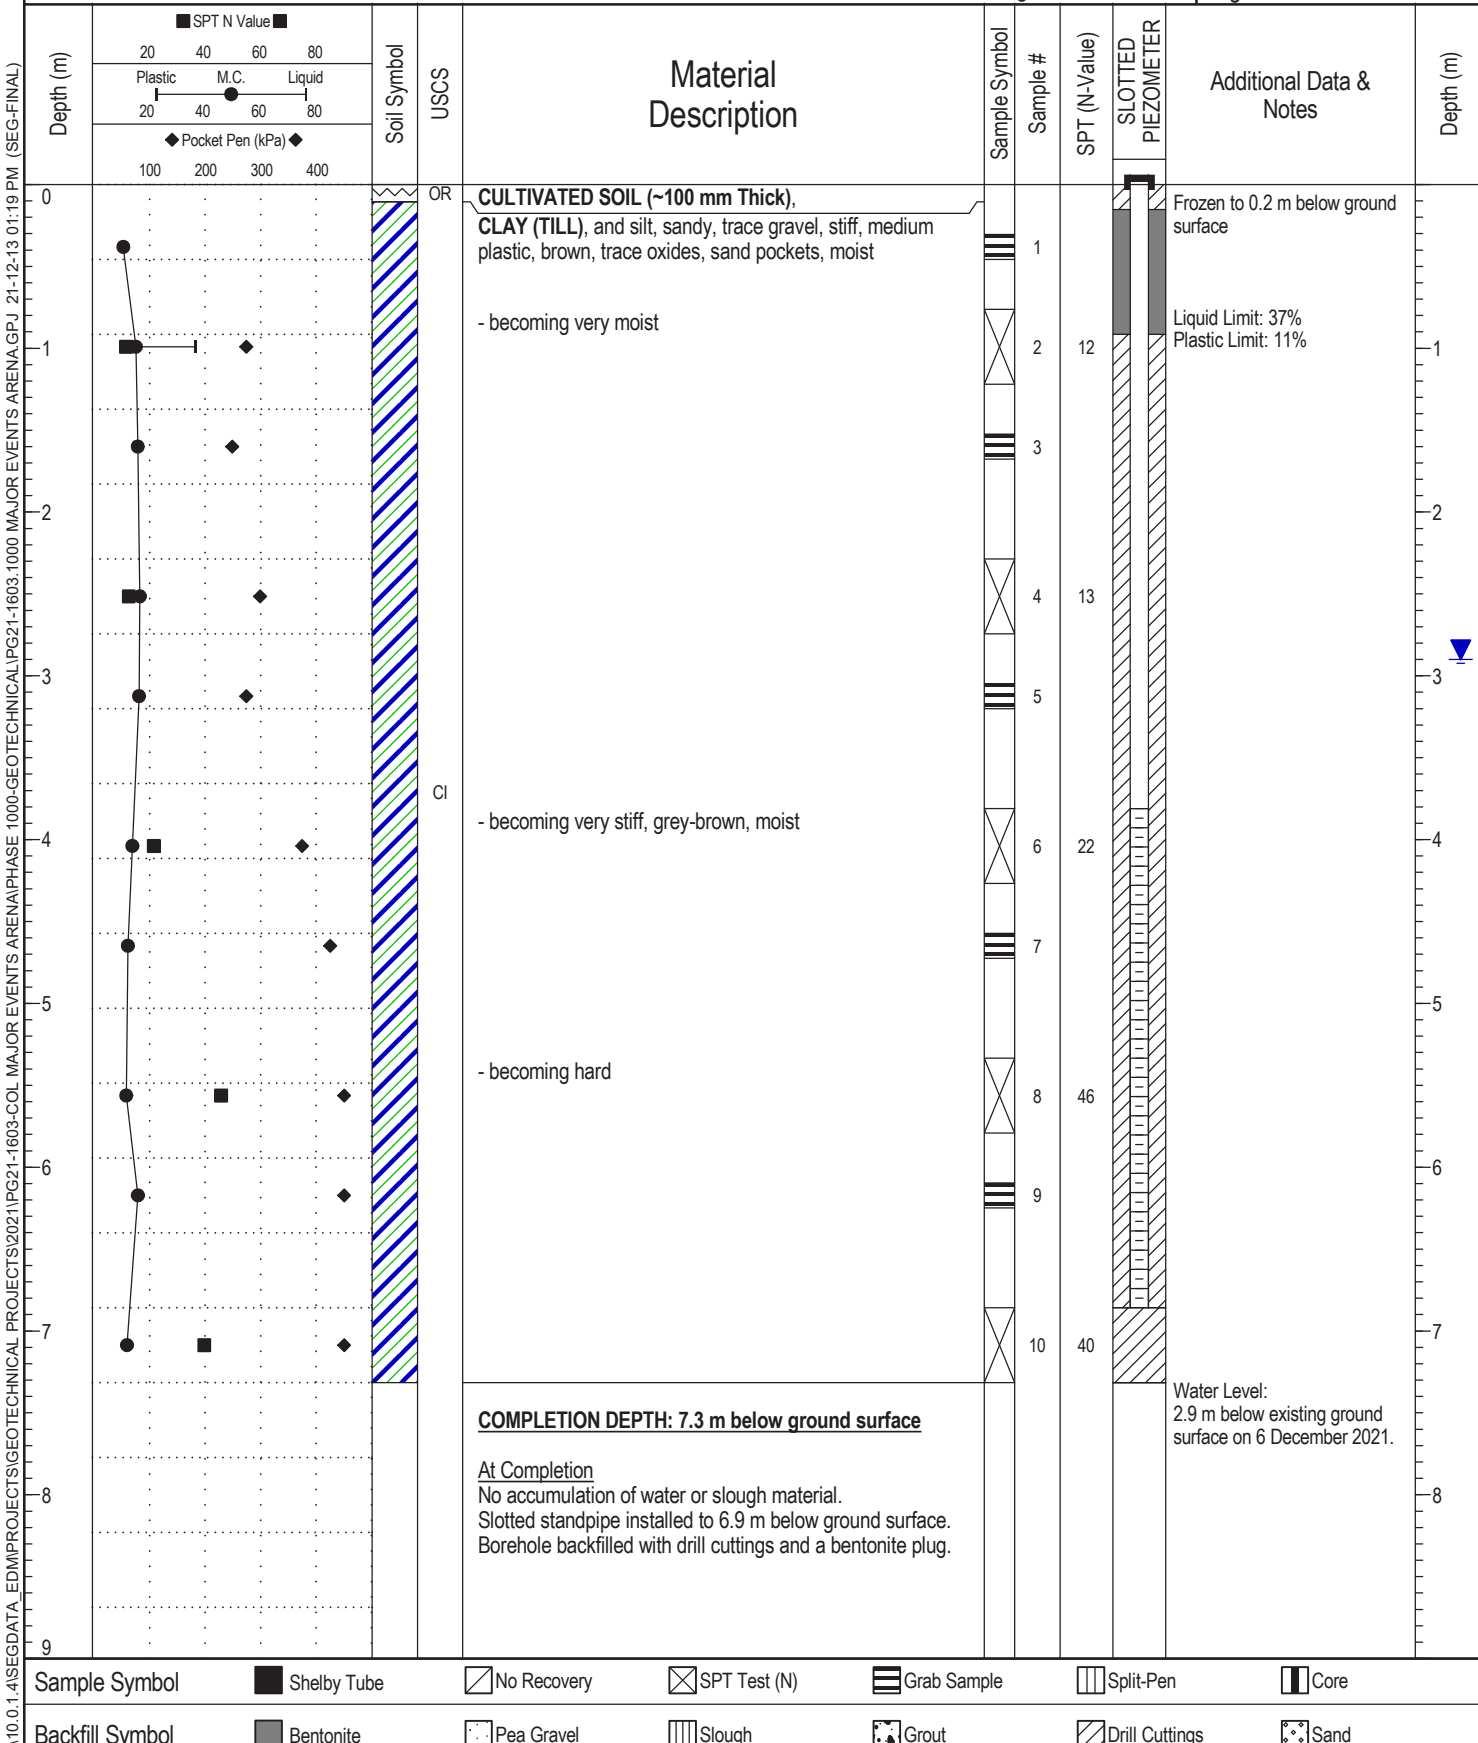 SPT N Value
20 40 60 80
Plastic M.C. Liquid
20 40 60 80
Pocket Pen (kPa)
100 200 300 400
Depth (m)
Soil Symbol
USCS
Material
Description
Sample Symbol
Sample #
SPT (N-Value)
SLOTTED
PIEZOMETER
Additional Data &
Notes
Depth (m)
0
OR
CULTIVATED SOIL (~100 mm Thick),
Frozen to 0.2 m below ground
surface
CLAY (TILL), and silt, sandy, trace gravel, stiff, medium
plastic, brown, trace oxides, sand pockets, moist
1
- becoming very moist
Liquid Limit: 37%
Plastic Limit: 11%
1 2 12 1
3
2 2
4 13
3 5 3
CI
- becoming very stiff, grey-brown, moist
4 6 22 4
7
5 5
- becoming hard
8 46
6 6
9
7 10 40 7
Water Level:
2.9 m below existing ground
surface on 6 December 2021.
COMPLETION DEPTH: 7.3 m below ground surface
At Completion
No accumulation of water or slough material.
Slotted standpipe installed to 6.9 m below ground surface.
Borehole backfilled with drill cuttings and a bentonite plug.
8 8
9
Sample Symbol Shelby Tube No Recovery SPT Test (N) Grab Sample Split-Pen Core
Backfill Symbol Bentonite Pea Gravel Slough Grout Drill Cuttings Sand
\10.0.1.4\SEGDATA_EDM\PROJECTS\GEOTECHNICAL PROJECTS\2021\PG21-1603-COL MAJOR EVENTS ARENA\PHASE 1000-GEOTECHNICAL\PG21-1603.1000 MAJOR EVENTS ARENA.GPJ 21-12-13 01:19 PM (SEG-FINAL)